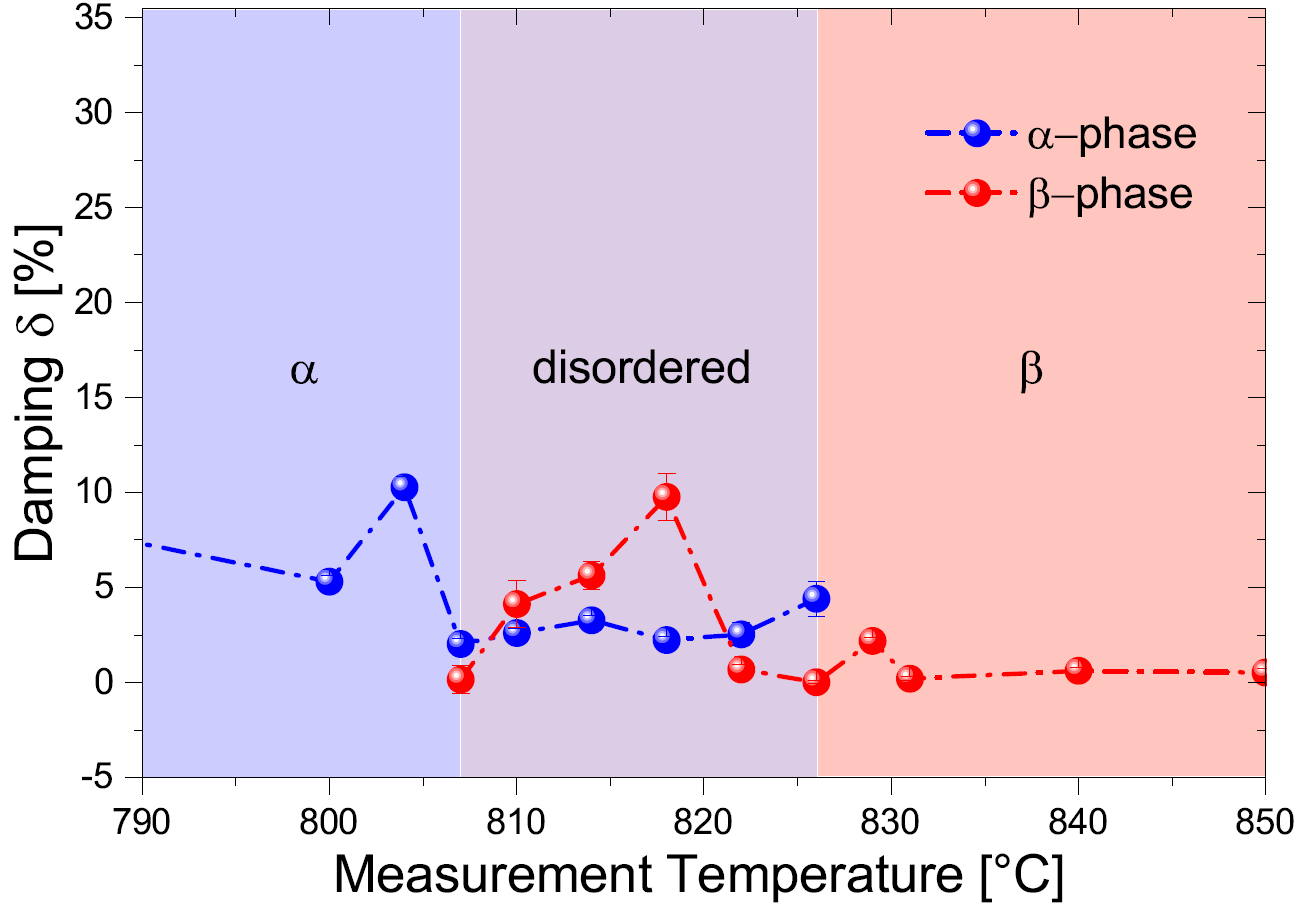 35
30
25
20
15
10
5
0
-5
Damping δ [%]
α−phase
β−phase
α
disordered
β
790 800 810 820 830 840 850
Measurement Temperature [°C]